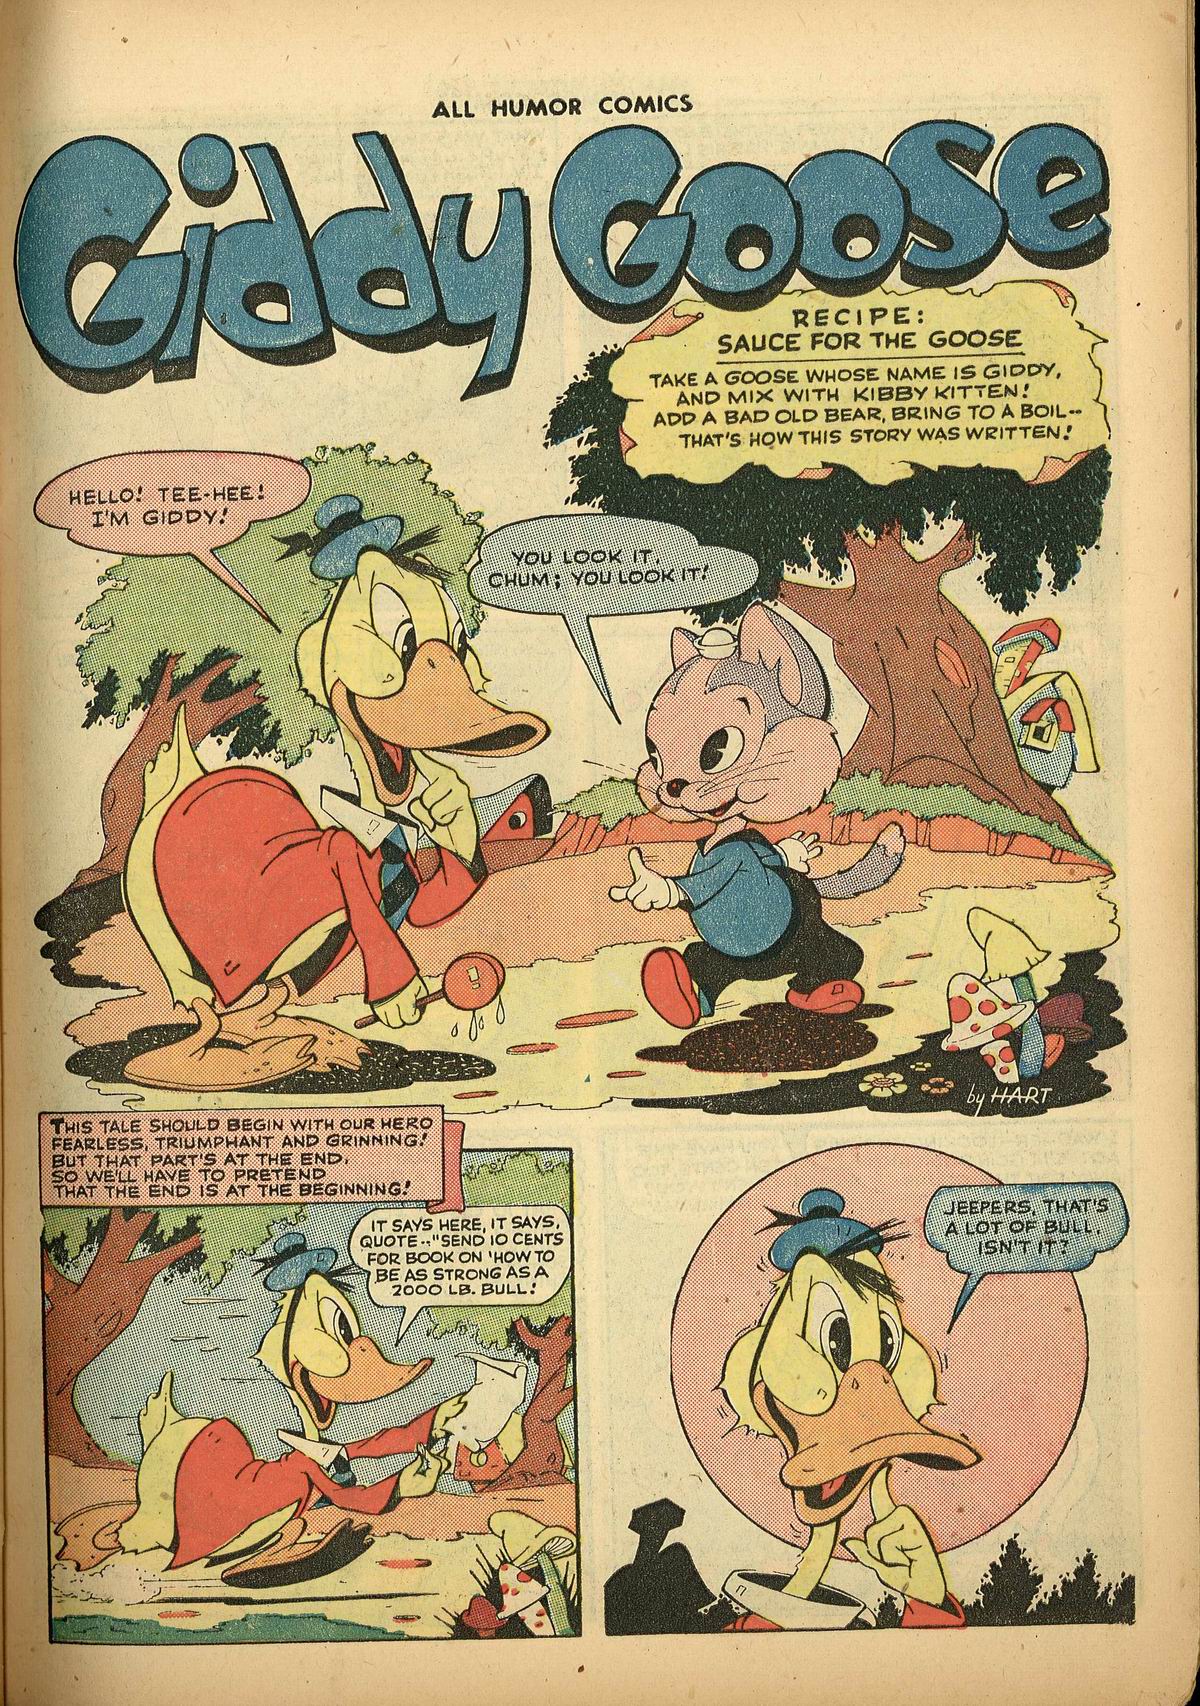 ALL HUMOR COMICS
Giddy Goose
RECIPE:
SAUCE FOR THE GOOSE
TAKE A GOOSE WHOSE NAME IS GIDDY,
AND MIX WITH KIBBY KITTEN!
ADD A BAD OLD BEAR, BRING TO A BOIL--
THAT'S HOW THIS STORY WAS WRITTEN!
HELLO! TEE-HEE!
I'M GIDDY!
YOU LOOK IT,
CHUM; YOU LOOK IT!
by HART
THIS TALE SHOULD BEGIN WITH OUR HERO
FEARLESS, TRIUMPHANT AND GRINNING!
BUT THAT PART'S AT THE END,
SO WE'LL HAVE TO PRETEND
THAT THE END IS AT THE BEGINNING!
IT SAYS HERE, IT SAYS,
QUOTE--"SEND 10 CENTS
FOR BOOK ON 'HOW TO
BE AS STRONG AS A
2000 LB. BULL!
JEEPERS, THAT'S
A LOT OF BULL,
ISN'T IT?